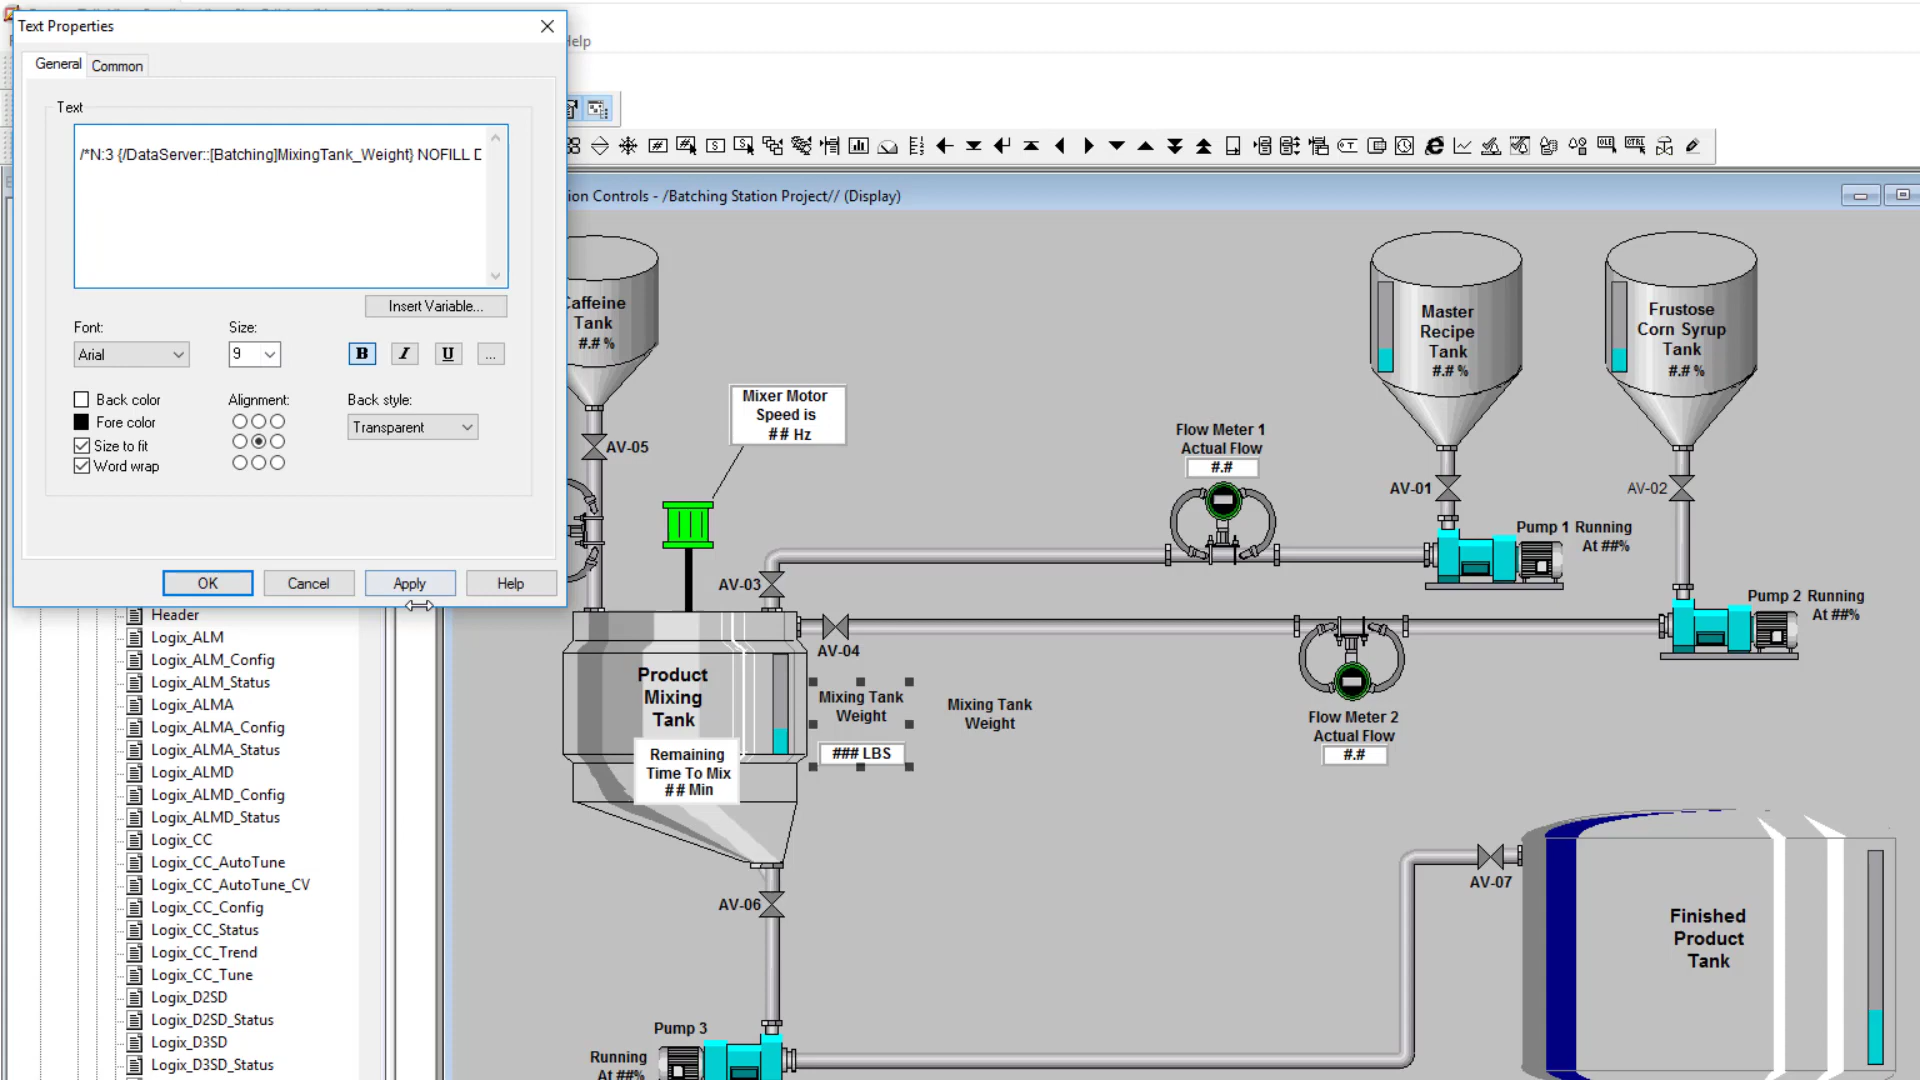 Text Properties
Help
General
Common
Text
/*N:3 {/DataServer::[Batching]MixingTank_Weight} NOFILL D
Insert Variable...
Font:
Size:
Arial
9
B
I
U
...
Back color
Alignment:
Back style:
Fore color
Transparent
Size to fit
Word wrap
OK
Cancel
Apply
Help
Header
Logix_ALM
Logix_ALM_Config
Logix_ALM_Status
Logix_ALMA
Logix_ALMA_Config
Logix_ALMA_Status
Logix_ALMD
Logix_ALMD_Config
Logix_ALMD_Status
Logix_CC
Logix_CC_AutoTune
Logix_CC_AutoTune_CV
Logix_CC_Config
Logix_CC_Status
Logix_CC_Trend
Logix_CC_Tune
Logix_D2SD
Logix_D2SD_Status
Logix_D3SD
Logix_D3SD_Status
ion Controls - /Batching Station Project// (Display)
Caffeine
Tank
#.# %
Master
Recipe
Tank
#.# %
Frustose
Corn Syrup
Tank
#.# %
Mixer Motor
Speed is
## Hz
AV-05
Flow Meter 1
Actual Flow
#.#
AV-01
AV-02
Pump 1 Running
At ##%
AV-03
Pump 2 Running
At ##%
AV-04
Product
Mixing
Tank
Mixing Tank
Weight
### LBS
Mixing Tank
Weight
Remaining
Time To Mix
## Min
Flow Meter 2
Actual Flow
#.#
AV-06
AV-07
Finished
Product
Tank
Pump 3
Running
At ##%